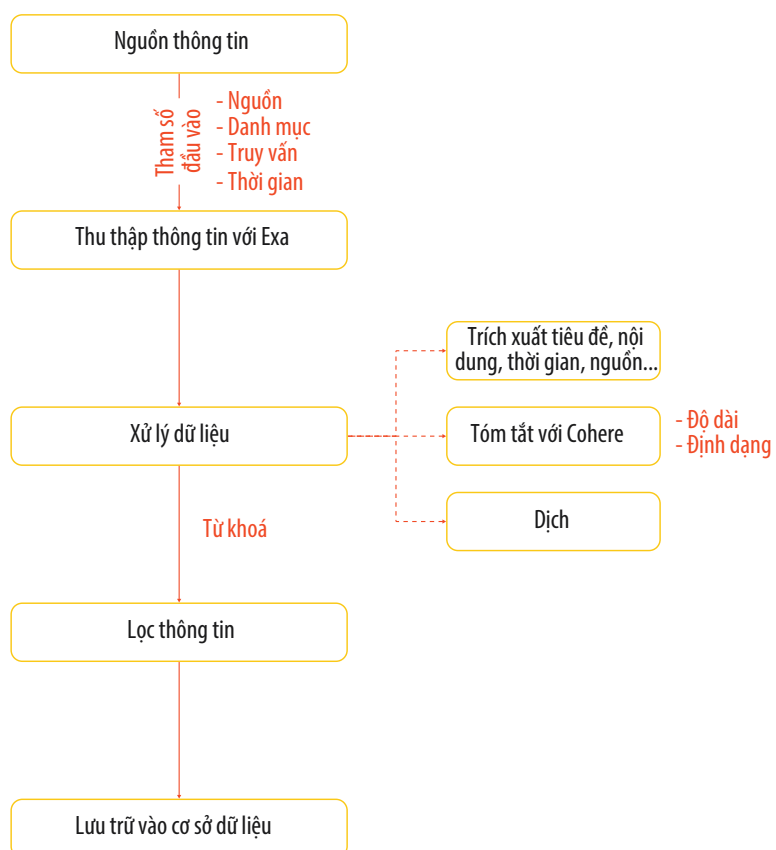 Nguồn thông tin
Tham số
đầu vào
- Nguồn
- Danh mục
- Truy vấn
- Thời gian
Thu thập thông tin với Exa
Trích xuất tiêu đề, nội
dung, thời gian, nguồn...
Xử lý dữ liệu
Tóm tắt với Cohere
- Độ dài
- Định dạng
Dịch
Từ khoá
Lọc thông tin
Lưu trữ vào cơ sở dữ liệu